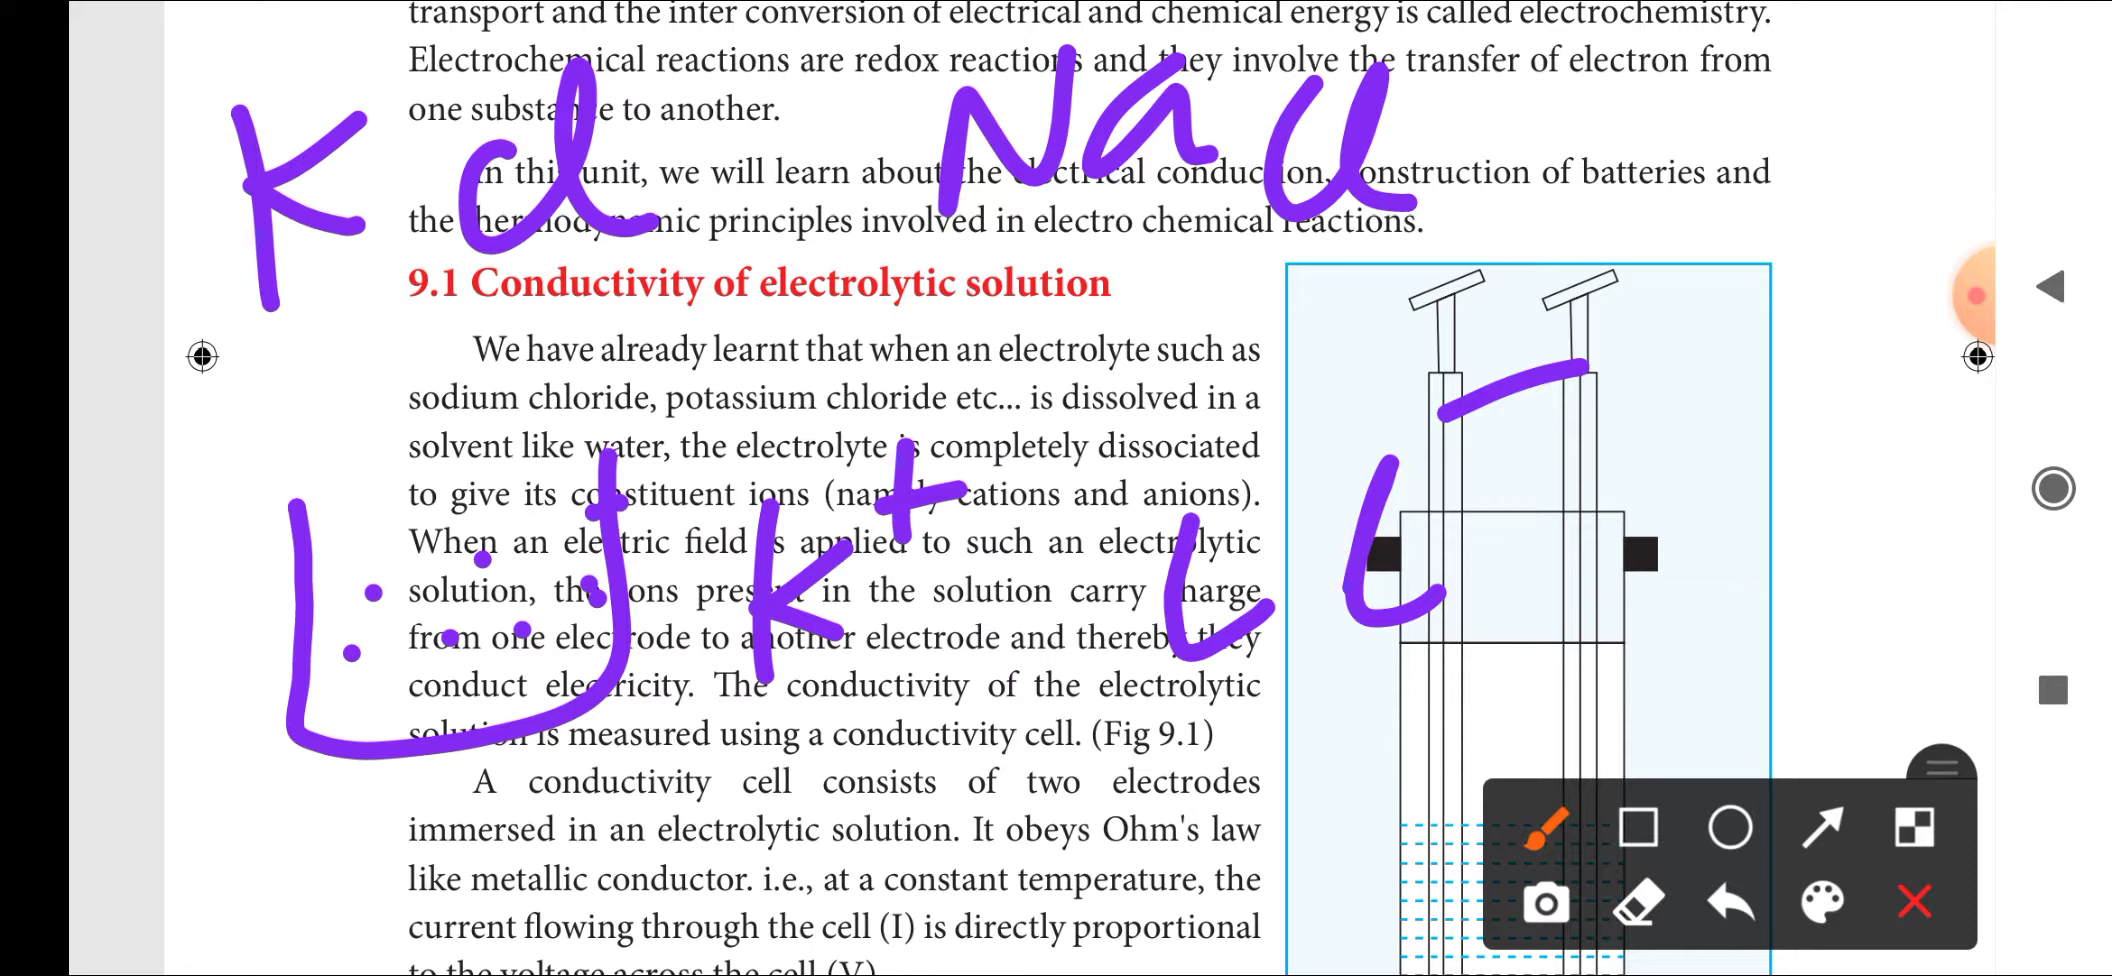 transport and the inter conversion of electrical and chemical energy is called electrochemistry.
Electrochemical reactions are redox reactions and they involve the transfer of electron from
one substance to another.
K Cl NaCl
In this unit, we will learn about the electrical conduction, construction of batteries and
the thermodynamic principles involved in electro chemical reactions.
9.1 Conductivity of electrolytic solution
We have already learnt that when an electrolyte such as
sodium chloride, potassium chloride etc... is dissolved in a
solvent like water, the electrolyte is completely dissociated
to give its constituent ions (namely cations and anions).
When an electric field is applied to such an electrolytic
solution, the ions present in the solution carry charge
K+ Cl-
from one electrode to another electrode and thereby they
conduct electricity. The conductivity of the electrolytic
solution is measured using a conductivity cell. (Fig 9.1)
A conductivity cell consists of two electrodes
immersed in an electrolytic solution. It obeys Ohm's law
like metallic conductor. i.e., at a constant temperature, the
current flowing through the cell (I) is directly proportional
to the voltage across the cell (V)